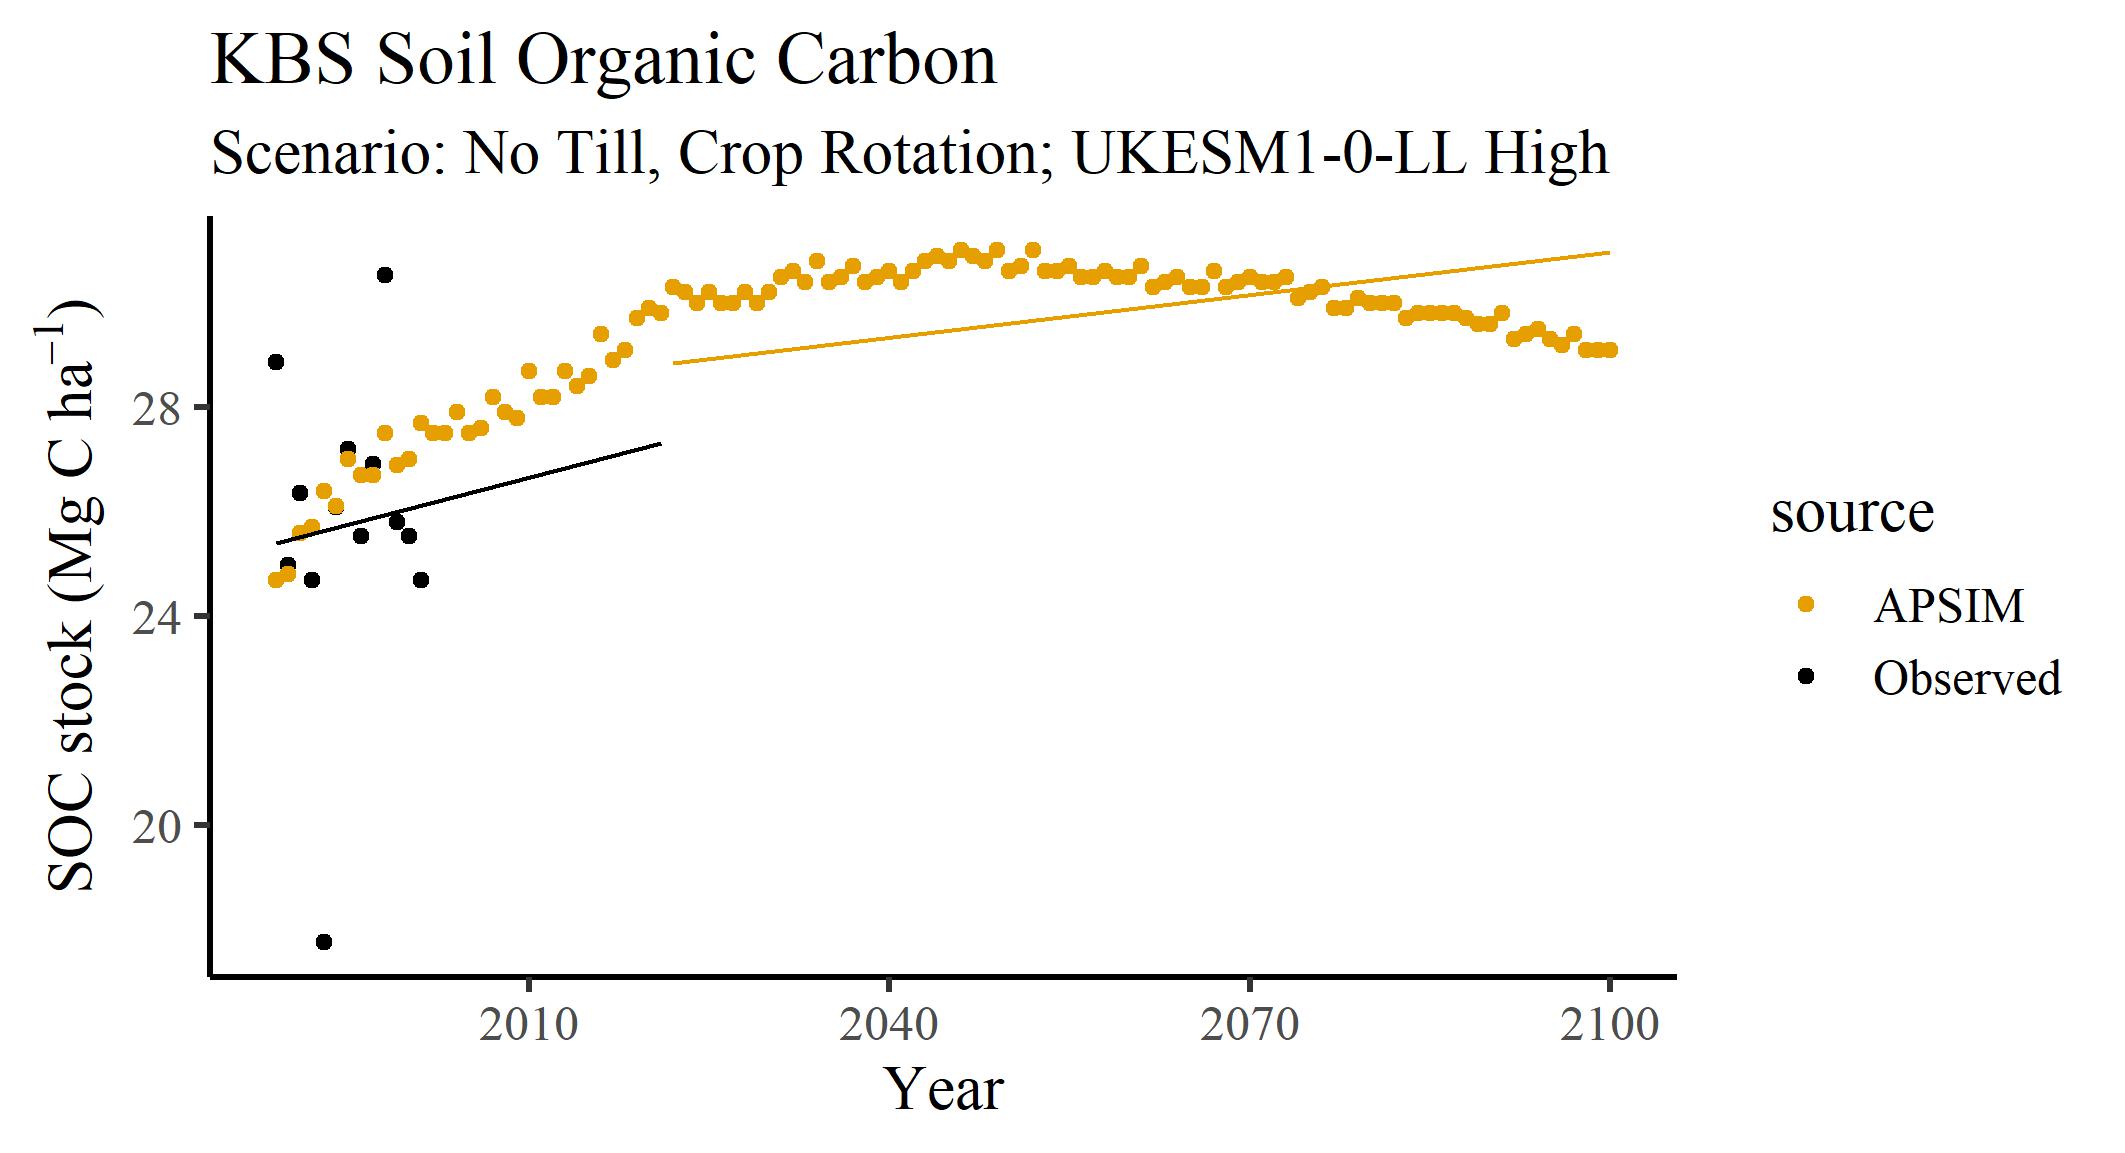 KBS Soil Organic Carbon
Scenario: No Till, Crop Rotation; UKESM1-0-LL High
SOC stock (Mg C ha⁻¹)
28
24
20
2010 2040 2070 2100
Year
source
APSIM
Observed